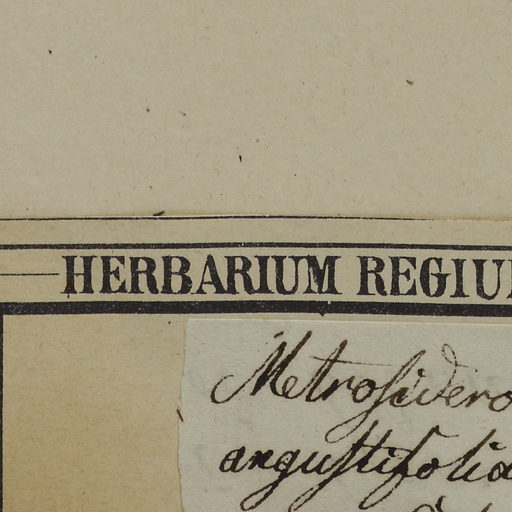 HERBARIUM REGIU
Metrosidero
angustifolia